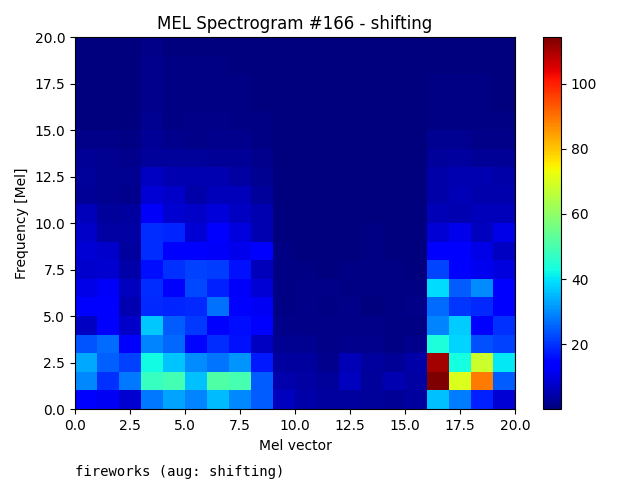 MEL Spectrogram #166 - shifting
20.0
17.5
15.0
12.5
10.0
7.5
5.0
2.5
0.0
Frequency [Mel]
0.0 2.5 5.0 7.5 10.0 12.5 15.0 17.5 20.0
Mel vector
100
80
60
40
20
fireworks (aug: shifting)